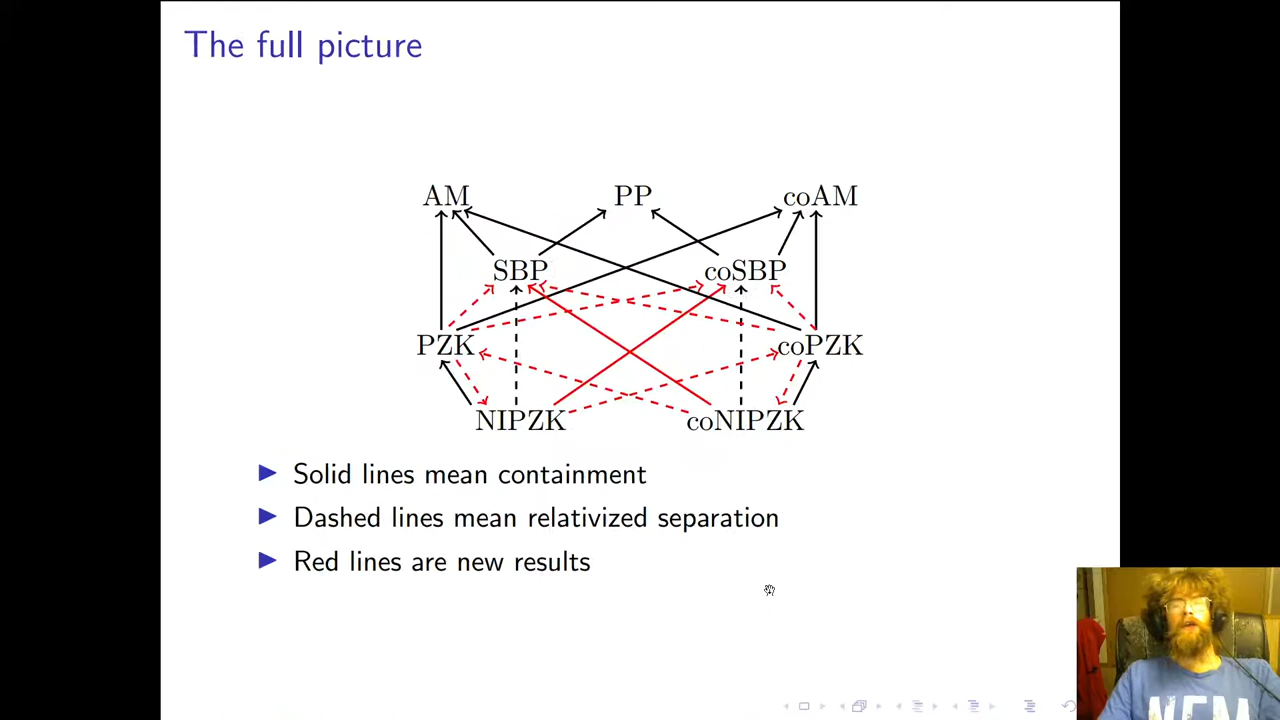 The full picture
AM PP coAM
SBP coSBP
PZK coPZK
NIPZK coNIPZK
Solid lines mean containment
Dashed lines mean relativized separation
Red lines are new results